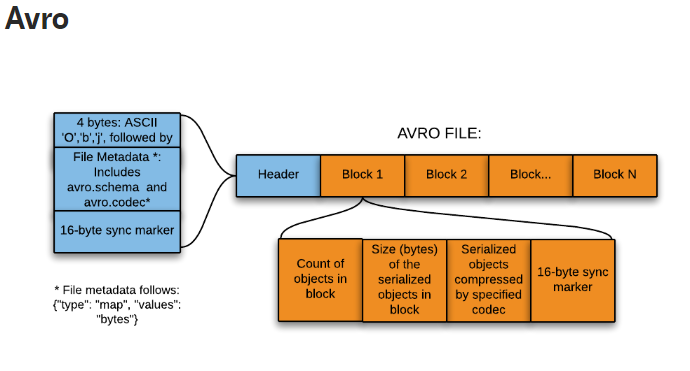 Avro
4 bytes: ASCII
'O','b','j', followed by
File Metadata *:
Includes
avro.schema and
avro.codec*
16-byte sync marker
* File metadata follows:
{"type": "map", "values":
"bytes"}
AVRO FILE:
Header
Block 1
Block 2
Block...
Block N
Count of
objects in
block
Size (bytes)
of the
serialized
objects in
block
Serialized
objects
compressed
by specified
codec
16-byte sync
marker